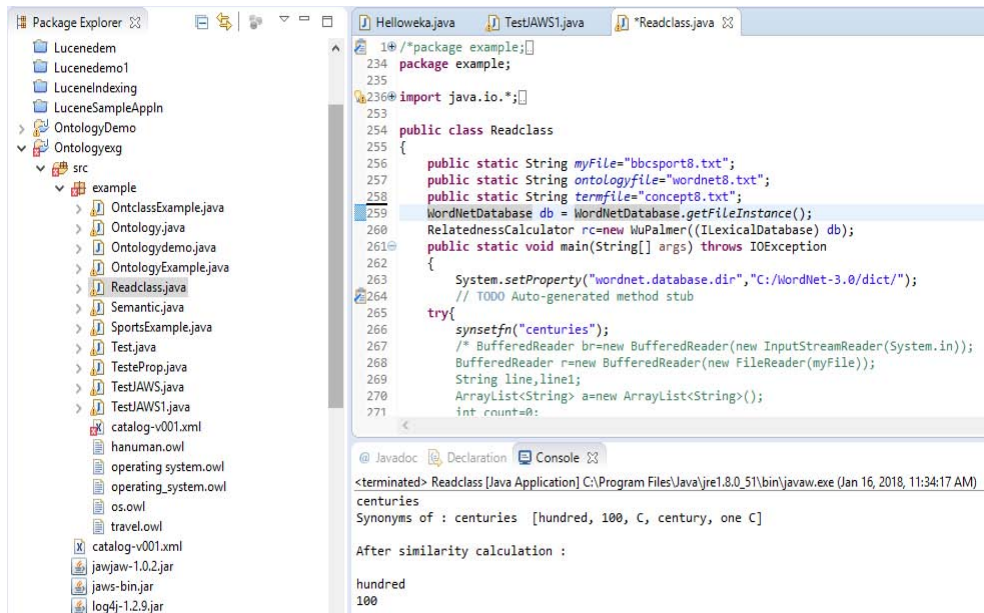 Package Explorer
Lucenedem
Lucenedemo1
LuceneIndexing
LuceneSampleAppln
OntologyDemo
Ontologyexg
src
example
OntclassExample.java
Ontology.java
Ontologydemo.java
OntologyExample.java
Readclass.java
Semantic.java
SportsExample.java
Test.java
TesteProp.java
TestJAWS.java
TestJAWS1.java
catalog-v001.xml
hanuman.owl
operating system.owl
operating_system.owl
os.owl
travel.owl
catalog-v001.xml
jawjaw-1.0.2.jar
jaws-bin.jar
log4j-1.2.9.jar
Helloweka.java TestJAWS1.java *Readclass.java
1 /*package example;
234 package example;
235
236 import java.io.*;
253
254 public class Readclass
255 {
256 public static String myFile="bbcsport8.txt";
257 public static String ontologyfile="wordnet8.txt";
258 public static String termfile="concept8.txt";
259 WordNetDatabase db = WordNetDatabase.getFileInstance();
260 RelatednessCalculator rc=new WuPalmer((ILexicalDatabase) db);
261 public static void main(String[] args) throws IOException
262 {
263 System.setProperty("wordnet.database.dir","C:/WordNet-3.0/dict/");
264 // TODO Auto-generated method stub
265 try{
266 synsetfn("centuries");
267 /* BufferedReader br=new BufferedReader(new InputStreamReader(System.in));
268 BufferedReader r=new BufferedReader(new FileReader(myFile));
269 String line,line1;
270 ArrayList<String> a=new ArrayList<String>();
271 int count=0;
@ Javadoc Declaration Console
<terminated> Readclass [Java Application] C:\Program Files\Java\jre1.8.0_51\bin\javaw.exe (Jan 16, 2018, 11:34:17 AM)
centuries
Synonyms of : centuries [hundred, 100, C, century, one C]
After similarity calculation :
hundred
100